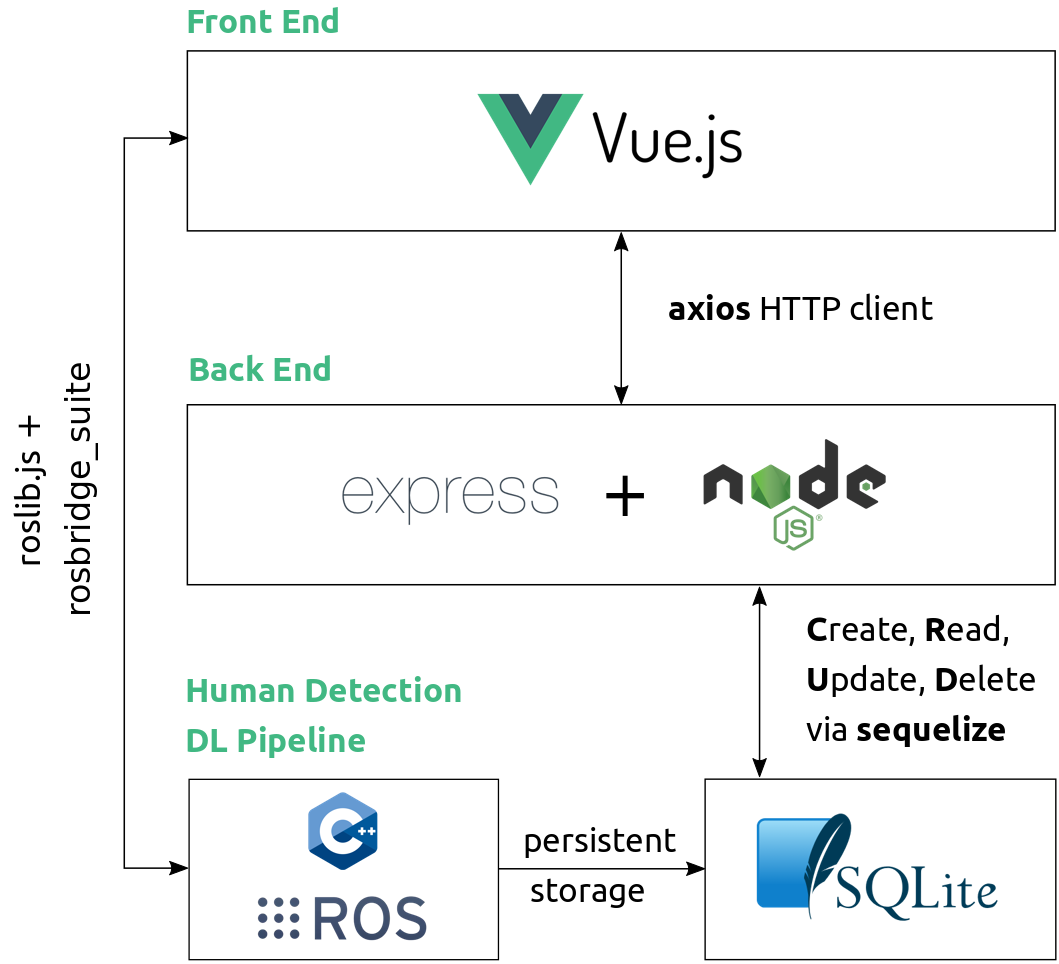 Front End
Vue.js
axios HTTP client
Back End
roslib.js +
rosbridge_suite
express + node
JS ®
Create, Read,
Update, Delete
via sequelize
Human Detection
DL Pipeline
C++
ROS
persistent
storage
SQLite